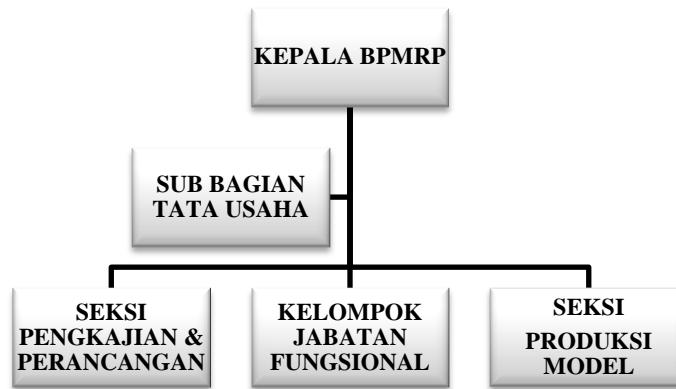 KEPALA BPMRP
SUB BAGIAN
TATA USAHA
SEKSI
PENGKAJIAN &
PERANCANGAN
KELOMPOK
JABATAN
FUNGSIONAL
SEKSI
PRODUKSI
MODEL